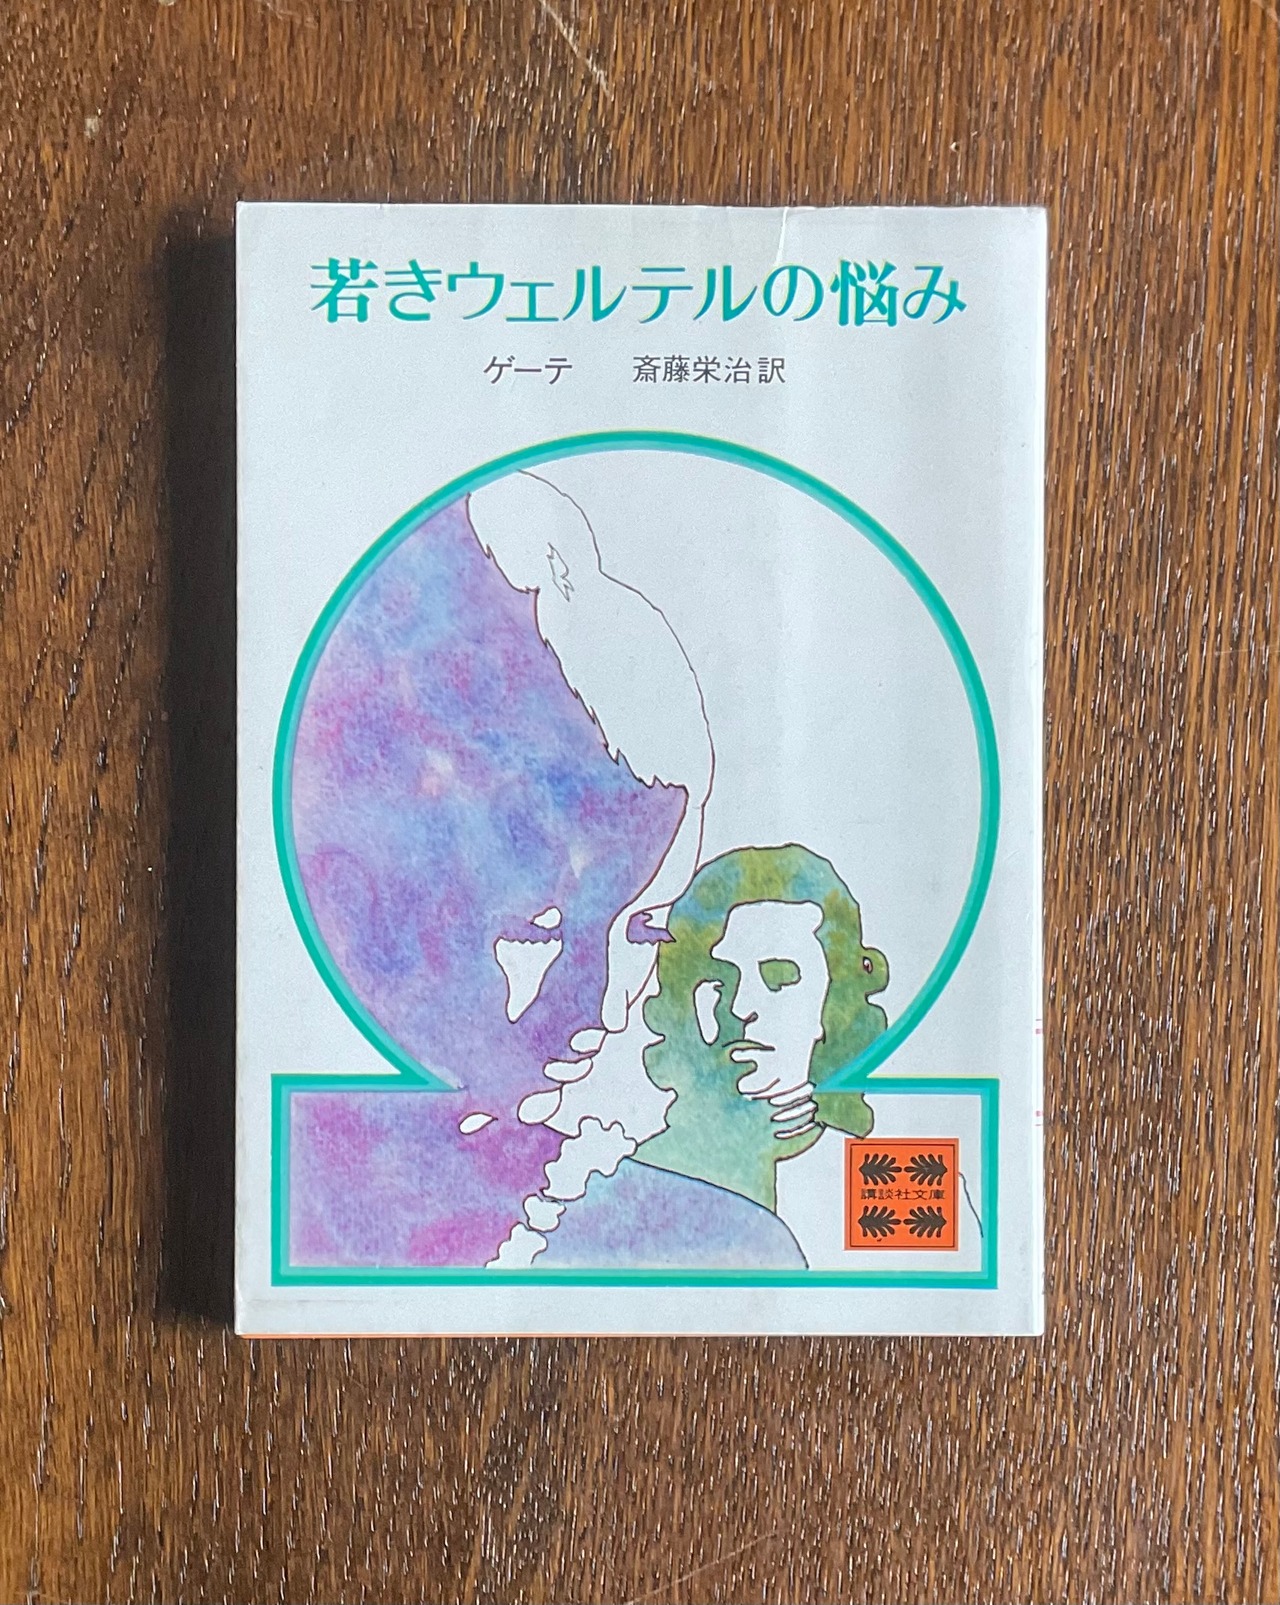 若きウェルテルの悩み
ゲーテ 斎藤栄治訳
講談社文庫